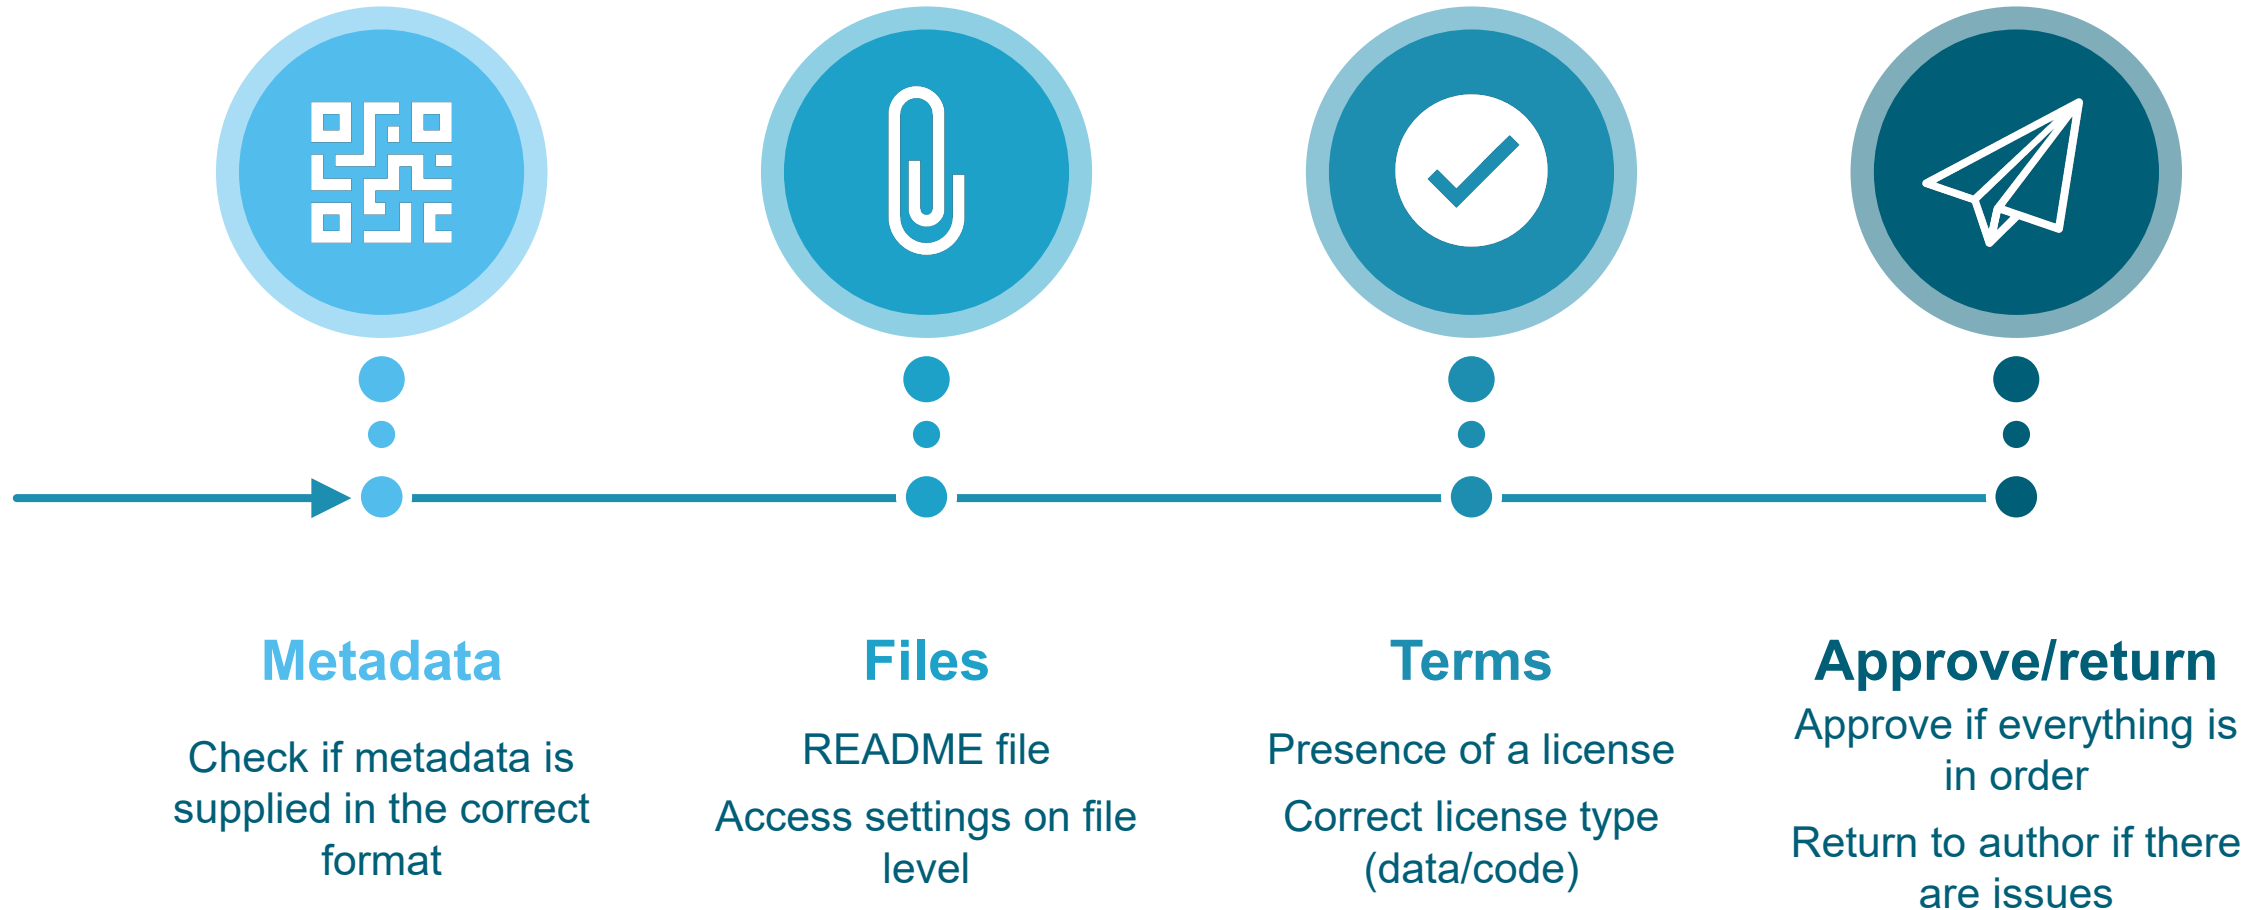 Metadata
Check if metadata is
supplied in the correct
format
Files
README file
Access settings on file
level
Terms
Presence of a license
Correct license type
(data/code)
Approve/return
Approve if everything is
in order
Return to author if there
are issues